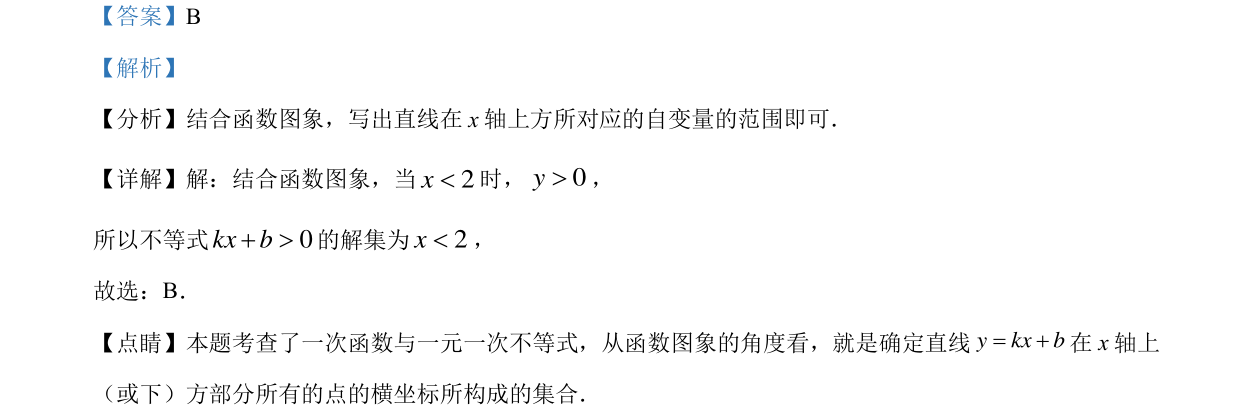 【答案】B
【解析】
【分析】结合函数图象，写出直线在 x 轴上方所对应的自变量的范围即可．
【详解】解：结合函数图象，当 x < 2 时， y > 0 ，
所以不等式 kx + b > 0 的解集为 x < 2 ，
故选：B．
【点睛】本题考查了一次函数与一元一次不等式，从函数图象的角度看，就是确定直线 y = kx + b 在 x 轴上
（或下）方部分所有的点的横坐标所构成的集合．